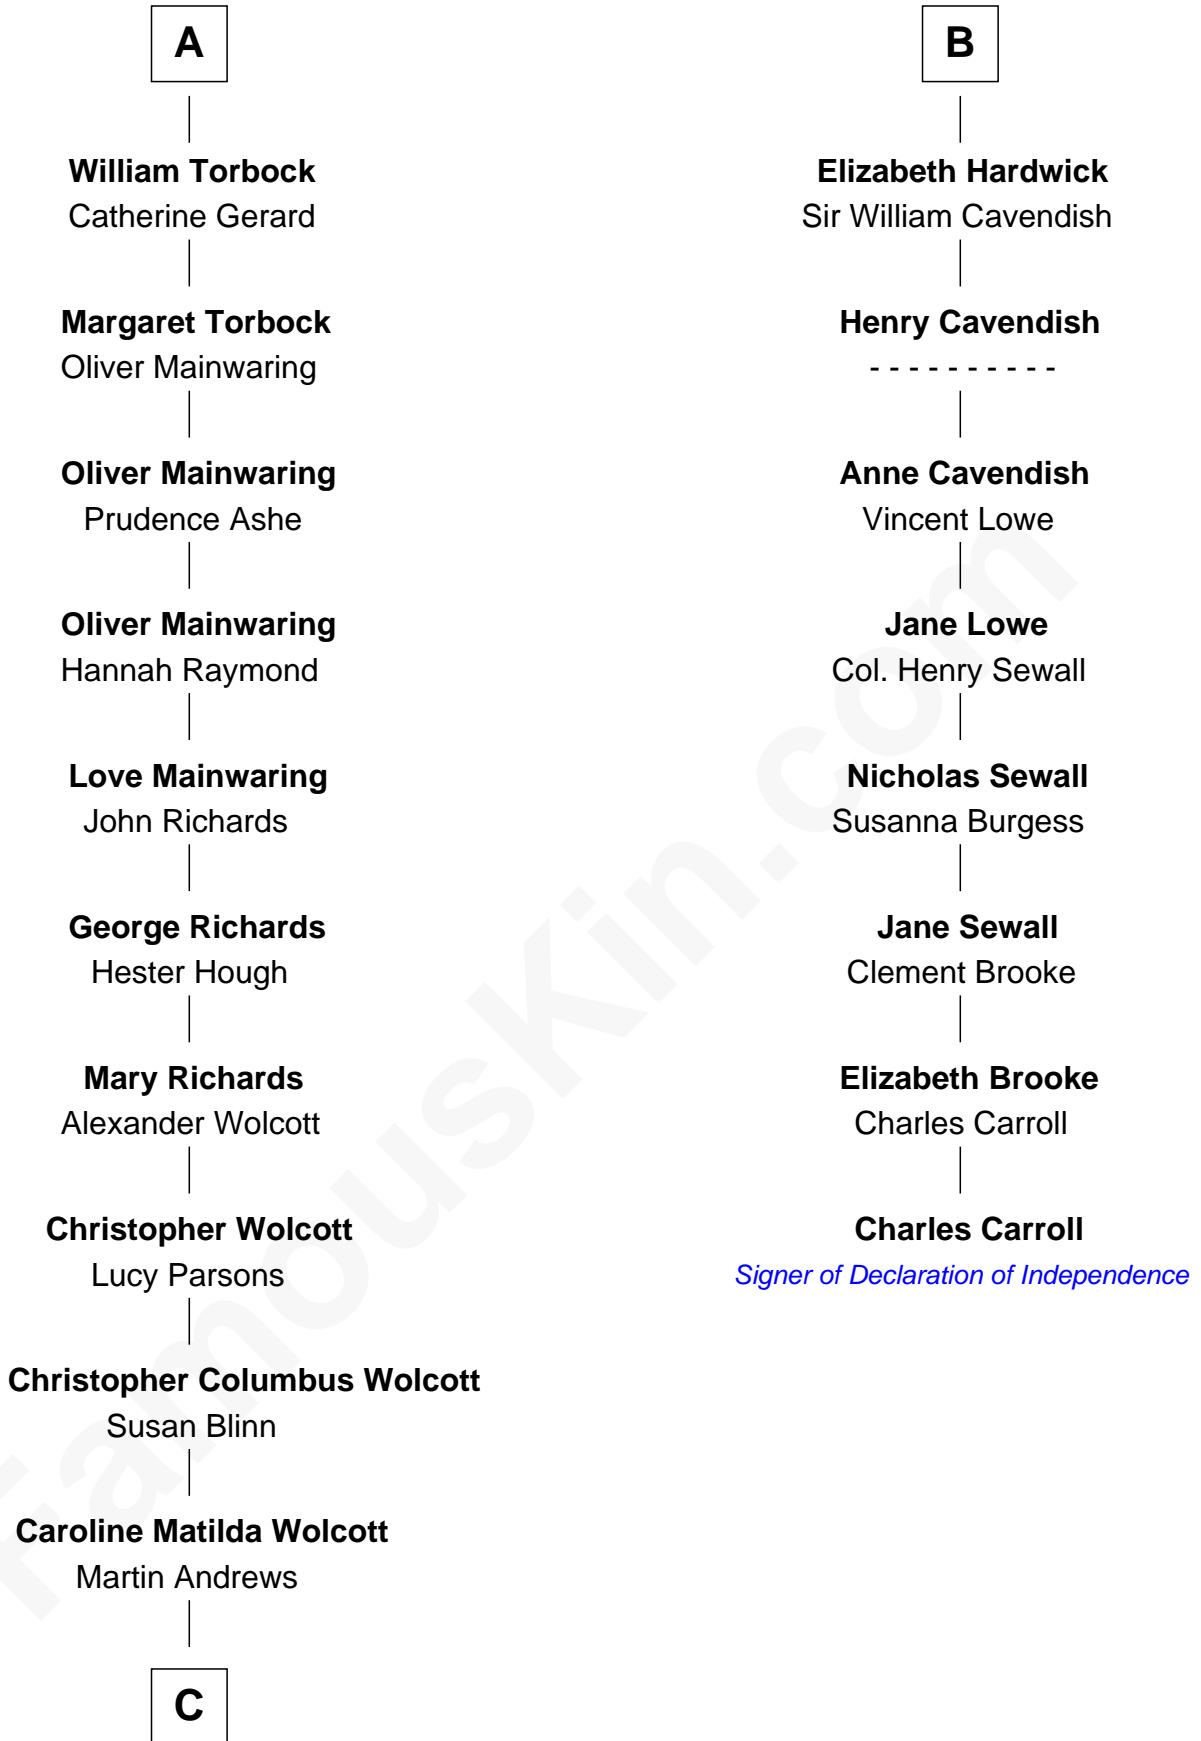 A
William Torbock
Catherine Gerard
Margaret Torbock
Oliver Mainwaring
Oliver Mainwaring
Prudence Ashe
Oliver Mainwaring
Hannah Raymond
Love Mainwaring
John Richards
George Richards
Hester Hough
Mary Richards
Alexander Wolcott
Christopher Wolcott
Lucy Parsons
Christopher Columbus Wolcott
Susan Blinn
Caroline Matilda Wolcott
Martin Andrews
C
B
Elizabeth Hardwick
Sir William Cavendish
Henry Cavendish
- - - - - - - - - -
Anne Cavendish
Vincent Lowe
Jane Lowe
Col. Henry Sewall
Nicholas Sewall
Susanna Burgess
Jane Sewall
Clement Brooke
Elizabeth Brooke
Charles Carroll
Charles Carroll
Signer of Declaration of Independence
FamousKin.com